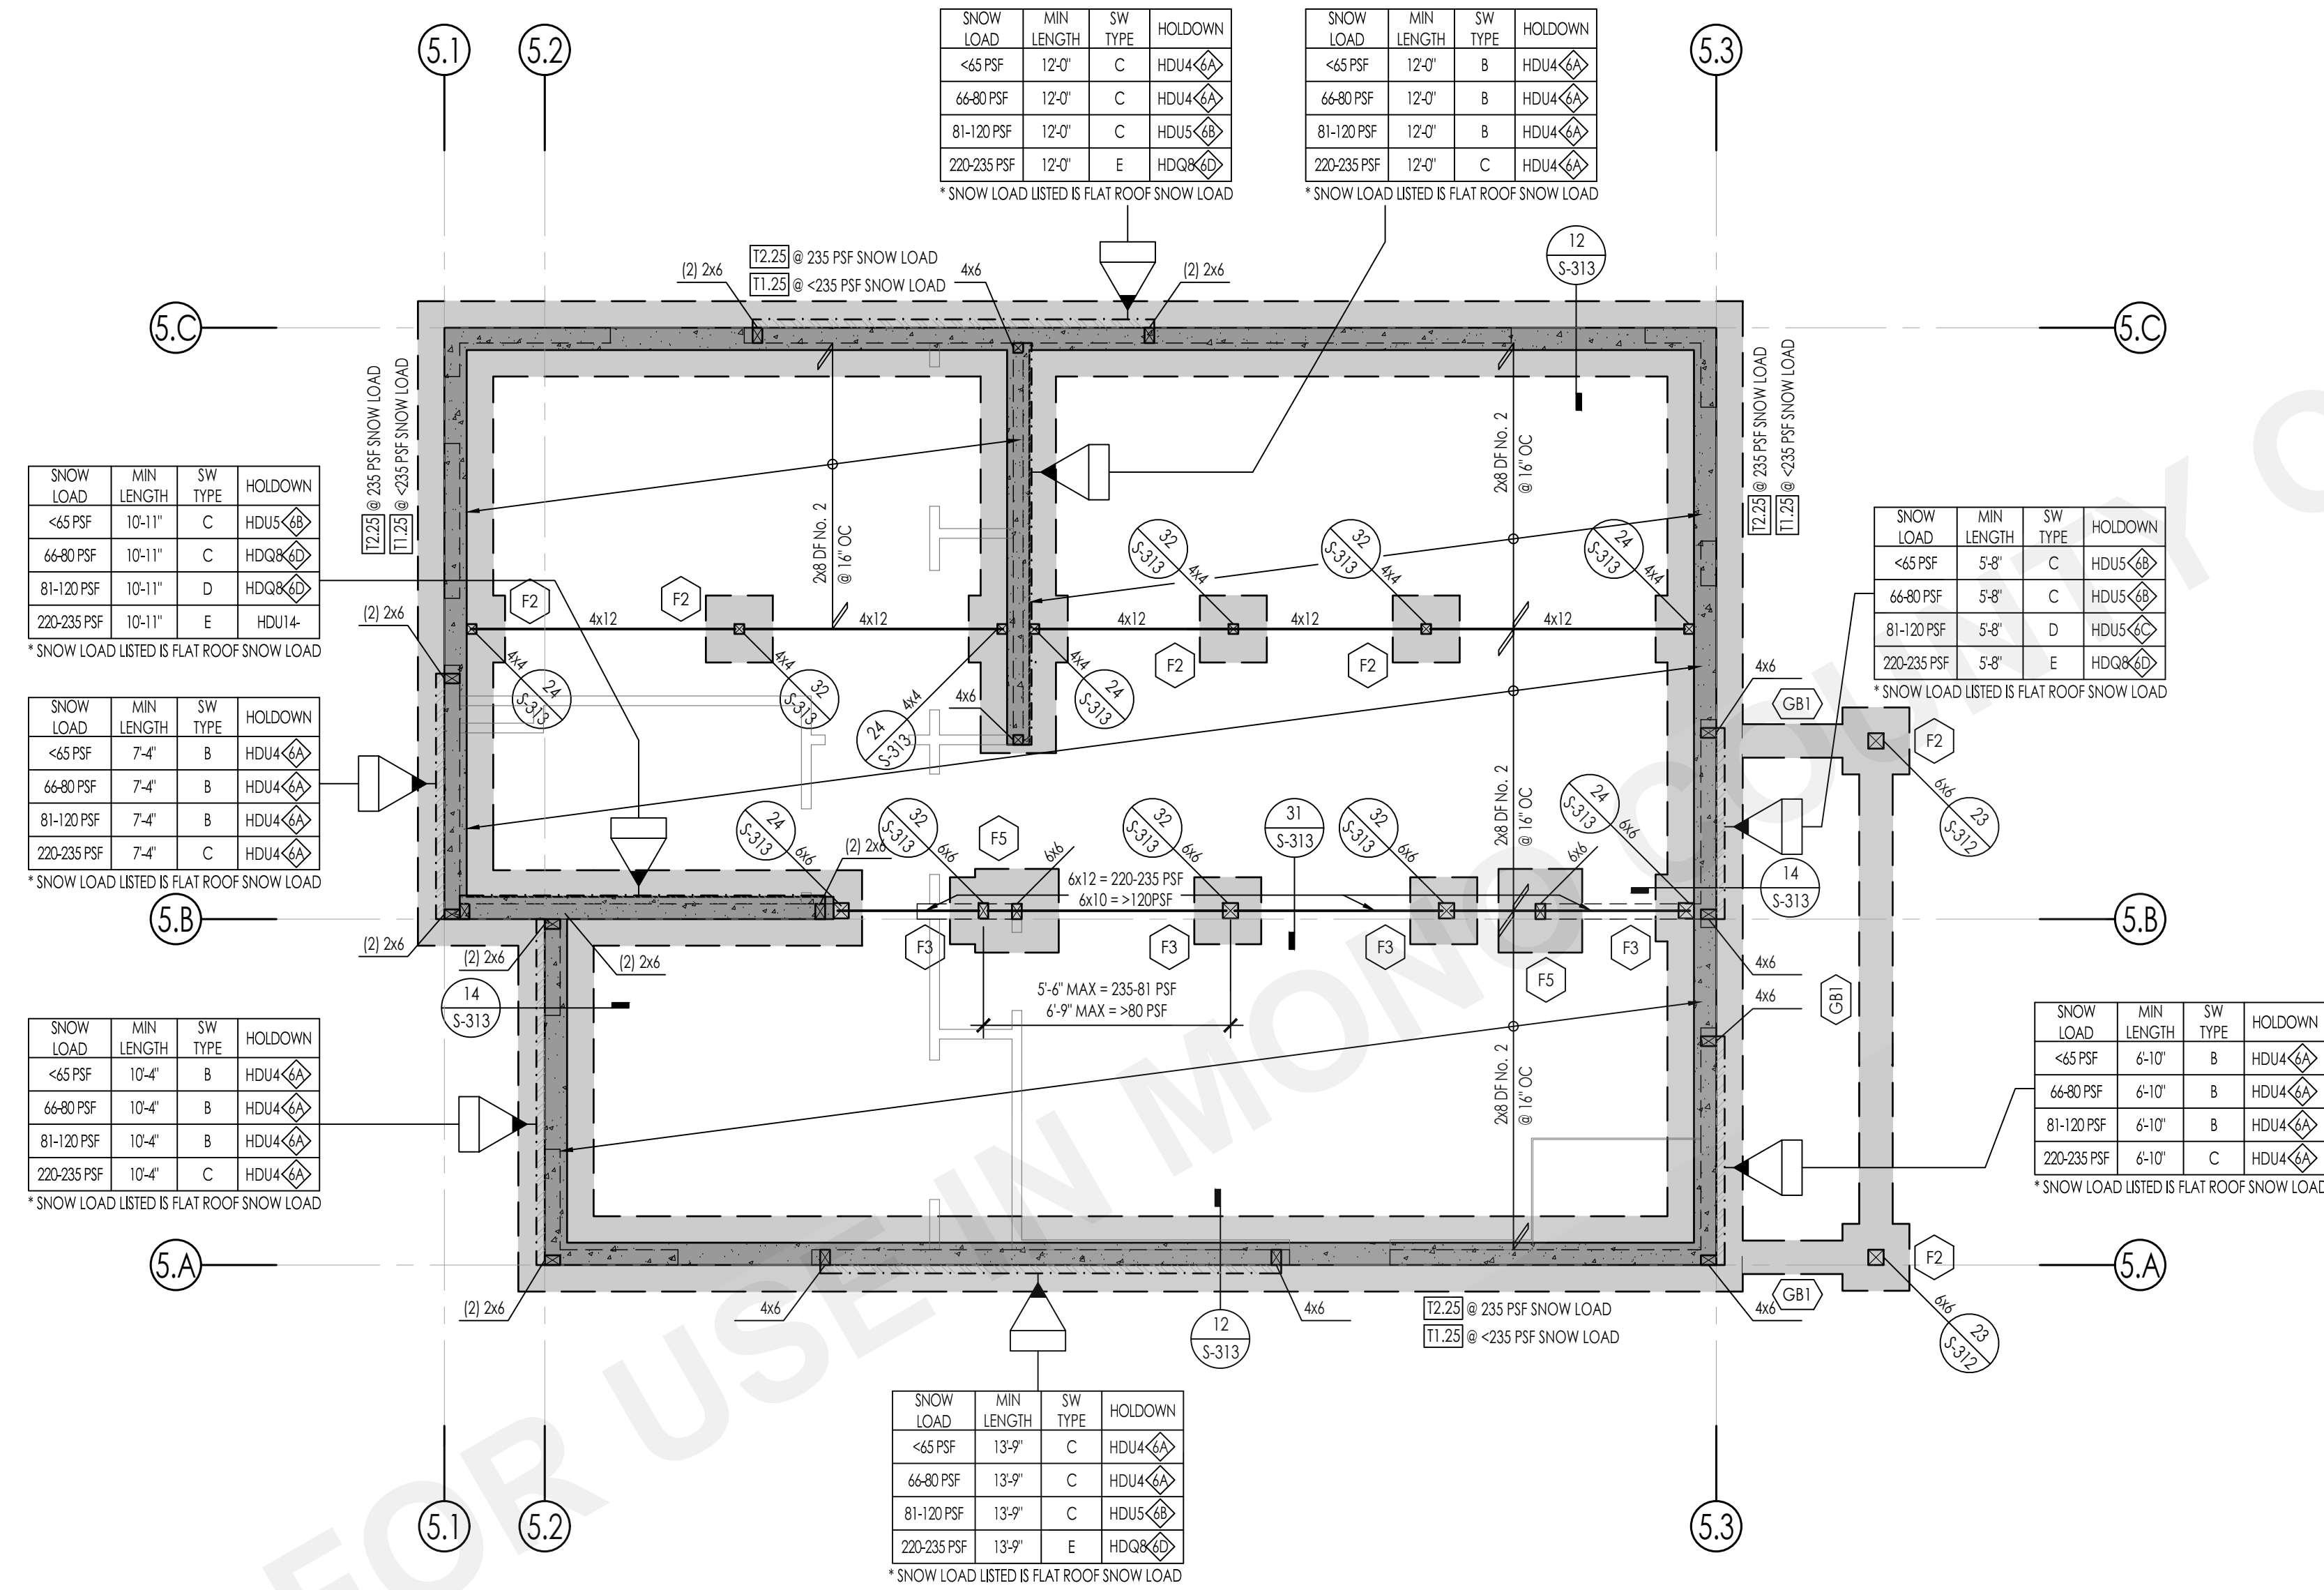 5.1
5.2
5.3
SNOW LOAD MIN LENGTH SW TYPE HOLDOWN
<65 PSF 12'-0" C HDU4 6A
66-80 PSF 12'-0" C HDU4 6A
81-120 PSF 12'-0" C HDU5 6B
220-235 PSF 12'-0" E HDQ8 6D
* SNOW LOAD LISTED IS FLAT ROOF SNOW LOAD
SNOW LOAD MIN LENGTH SW TYPE HOLDOWN
<65 PSF 12'-0" B HDU4 6A
66-80 PSF 12'-0" B HDU4 6A
81-120 PSF 12'-0" B HDU4 6A
220-235 PSF 12'-0" C HDU4 6A
* SNOW LOAD LISTED IS FLAT ROOF SNOW LOAD
T2.25 @ 235 PSF SNOW LOAD
T1.25 @ <235 PSF SNOW LOAD
(2) 2x6
4x6
(2) 2x6
12
S-313
5.C
5.C
T2.25 @ 235 PSF SNOW LOAD
T1.25 @ <235 PSF SNOW LOAD
T2.25 @ 235 PSF SNOW LOAD
T1.25 @ <235 PSF SNOW LOAD
SNOW LOAD MIN LENGTH SW TYPE HOLDOWN
<65 PSF 10'-11" C HDU5 6B
66-80 PSF 10'-11" C HDQ8 6D
81-120 PSF 10'-11" D HDQ8 6D
220-235 PSF 10'-11" E HDU14-
* SNOW LOAD LISTED IS FLAT ROOF SNOW LOAD
SNOW LOAD MIN LENGTH SW TYPE HOLDOWN
<65 PSF 5'-8" C HDU5 6B
66-80 PSF 5'-8" C HDU5 6B
81-120 PSF 5'-8" D HDU5 6C
220-235 PSF 5'-8" E HDQ8 6D
* SNOW LOAD LISTED IS FLAT ROOF SNOW LOAD
2x8 DF No. 2
@ 16" OC
2x8 DF No. 2
@ 16" OC
32
S-313
4x4
32
S-313
4x4
24
S-313
4x4
F2
F2
(2) 2x6
4x12
4x12
4x12
4x12
4x12
F2
F2
4x4
24
S-313
4x4
32
S-313
4x4
24
S-313
4x6
4x4
24
S-313
4x6
GB1
F2
6x6
23
S-312
SNOW LOAD MIN LENGTH SW TYPE HOLDOWN
<65 PSF 7'-4" B HDU4 6A
66-80 PSF 7'-4" B HDU4 6A
81-120 PSF 7'-4" B HDU4 6A
220-235 PSF 7'-4" C HDU4 6A
* SNOW LOAD LISTED IS FLAT ROOF SNOW LOAD
24
S-313
6x6
(2) 2x6
32
S-313
6x6
F5
6x6
32
S-313
6x6
31
S-313
32
S-313
6x6
2x8 DF No. 2
@ 16" OC
24
S-313
6x6
6x6
14
S-313
6x12 = 220-235 PSF
6x10 = >120PSF
5.B
5.B
(2) 2x6
(2) 2x6
(2) 2x6
F3
F3
F3
F5
F3
4x6
4x6
GB1
14
S-313
5'-6" MAX = 235-81 PSF
6'-9" MAX = >80 PSF
SNOW LOAD MIN LENGTH SW TYPE HOLDOWN
<65 PSF 10'-4" B HDU4 6A
66-80 PSF 10'-4" B HDU4 6A
81-120 PSF 10'-4" B HDU4 6A
220-235 PSF 10'-4" C HDU4 6A
* SNOW LOAD LISTED IS FLAT ROOF SNOW LOAD
2x8 DF No. 2
@ 16" OC
SNOW LOAD MIN LENGTH SW TYPE HOLDOWN
<65 PSF 6'-10" B HDU4 6A
66-80 PSF 6'-10" B HDU4 6A
81-120 PSF 6'-10" B HDU4 6A
220-235 PSF 6'-10" C HDU4 6A
* SNOW LOAD LISTED IS FLAT ROOF SNOW LOAD
5.A
5.A
(2) 2x6
4x6
4x6
12
S-313
T2.25 @ 235 PSF SNOW LOAD
T1.25 @ <235 PSF SNOW LOAD
4x6
GB1
F2
6x6
23
S-312
SNOW LOAD MIN LENGTH SW TYPE HOLDOWN
<65 PSF 13'-9" C HDU4 6A
66-80 PSF 13'-9" C HDU4 6A
81-120 PSF 13'-9" C HDU5 6B
220-235 PSF 13'-9" E HDQ8 6D
* SNOW LOAD LISTED IS FLAT ROOF SNOW LOAD
5.1
5.2
5.3
FOR USE IN MONO COUNTY